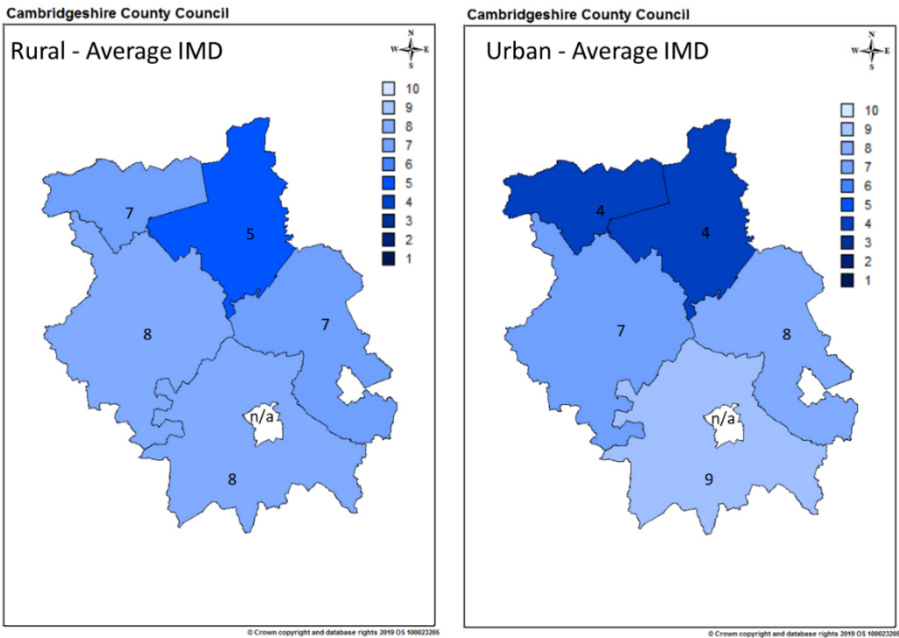 Cambridgeshire County Council
Rural - Average IMD
N
W E
S
10
9
8
7
6
5
4
3
2
1
7
5
8
7
n/a
8
© Crown copyright and database rights 2019 OS 100023205
Cambridgeshire County Council
Urban - Average IMD
N
W E
S
10
9
8
7
6
5
4
3
2
1
4
4
7
8
n/a
9
© Crown copyright and database rights 2019 OS 100023205